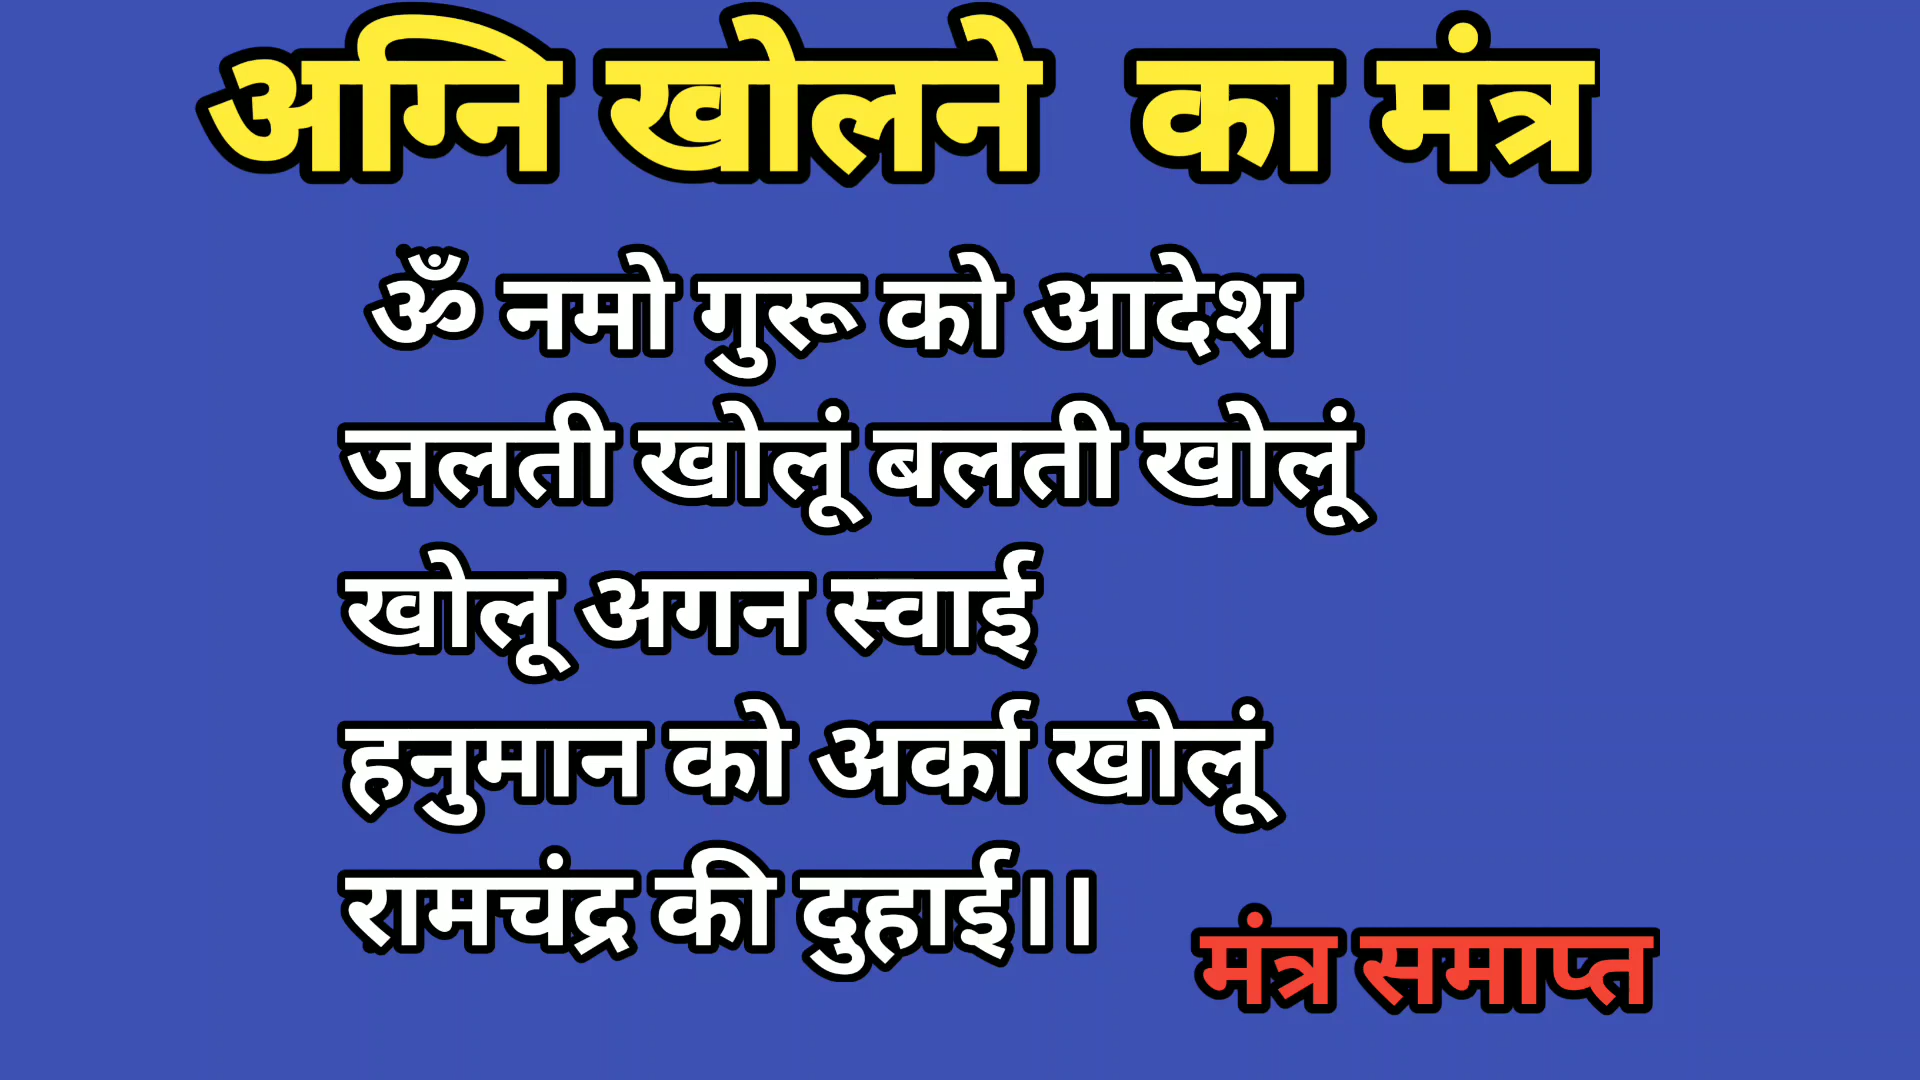 अग्नि खोलने का मंत्र
ॐ नमो गुरू को आदेश
जलती खोलूं बलती खोलूं
खोलू अगन स्वाई
हनुमान को अर्का खोलूं
रामचंद्र की दुहाई।।
मंत्र समाप्त